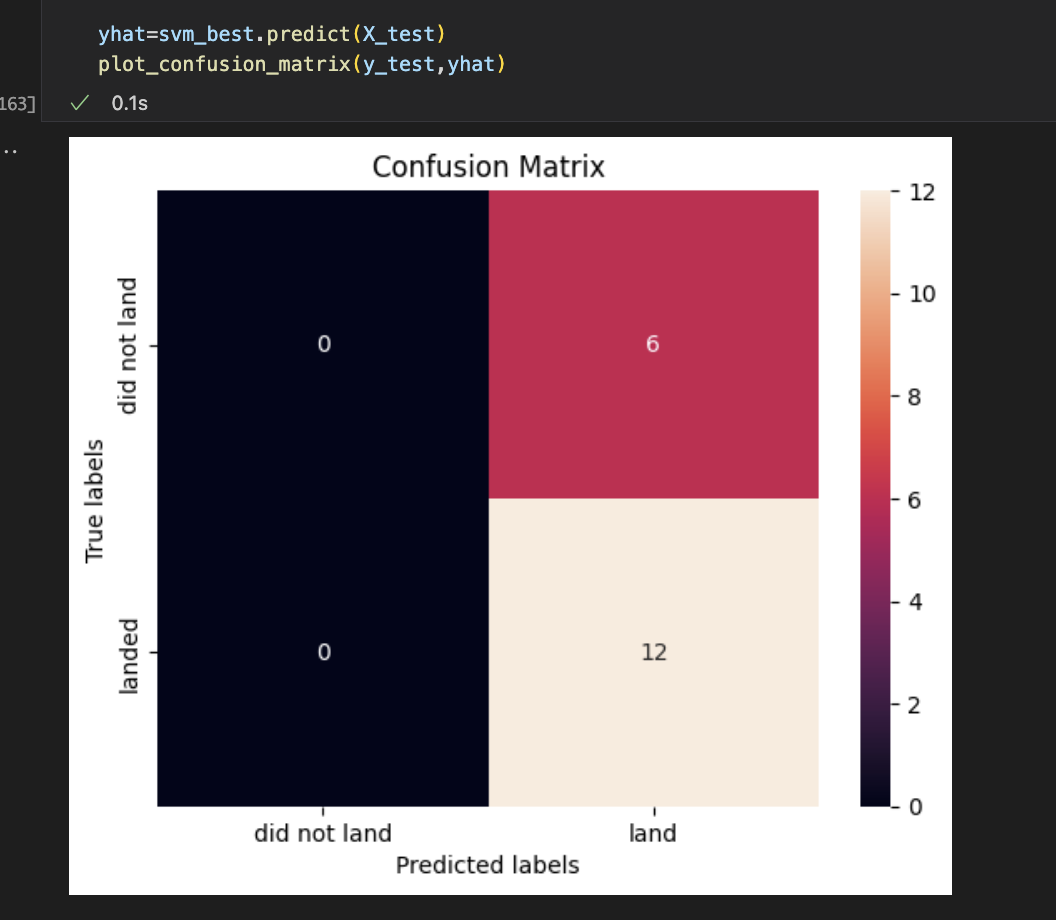 yhat=svm_best.predict(X_test)
plot_confusion_matrix(y_test,yhat)
163]
0.1s
..
Confusion Matrix
True labels
did not land
landed
0
6
0
12
did not land
land
Predicted labels
12
10
8
6
4
2
0